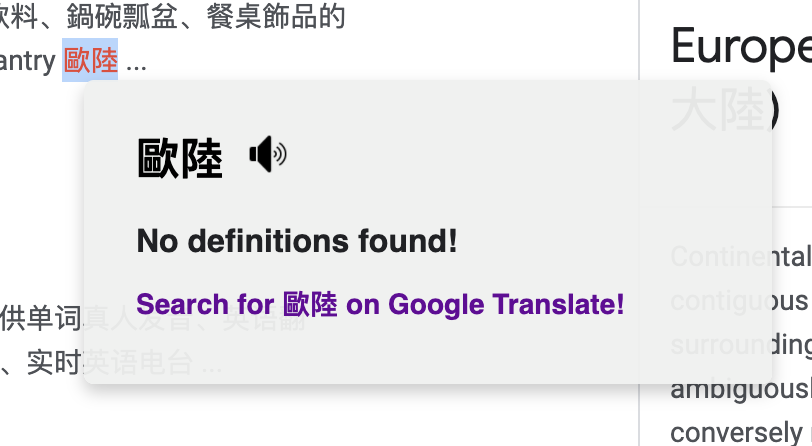 飲料、鍋碗瓢盆、餐桌飾品的
antry 歐陸 ...
歐陸
No definitions found!
Search for 歐陸 on Google Translate!
供单词真人发音、英语翻
、实时英语电台 ...
Europe
大陸)
Continental
contiguous
surrounding
ambiguousl
conversely